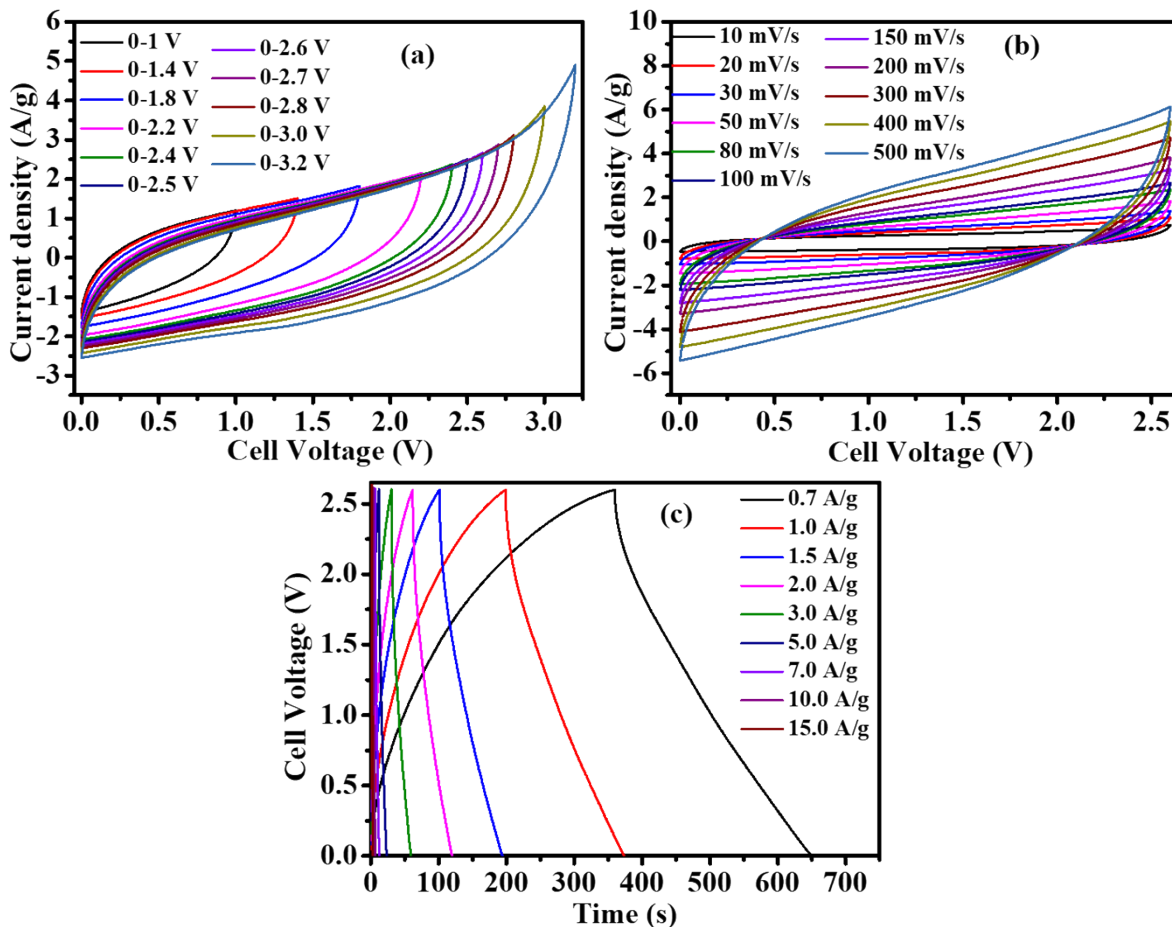 (a)
0-1 V
0-1.4 V
0-1.8 V
0-2.2 V
0-2.4 V
0-2.5 V
0-2.6 V
0-2.7 V
0-2.8 V
0-3.0 V
0-3.2 V
Current density (A/g)
6
5
4
3
2
1
0
-1
-2
-3
0.0 0.5 1.0 1.5 2.0 2.5 3.0
Cell Voltage (V)
(b)
10 mV/s
20 mV/s
30 mV/s
50 mV/s
80 mV/s
100 mV/s
150 mV/s
200 mV/s
300 mV/s
400 mV/s
500 mV/s
Current density (A/g)
10
8
6
4
2
0
-2
-4
-6
0.0 0.5 1.0 1.5 2.0 2.5
Cell Voltage (V)
(c)
0.7 A/g
1.0 A/g
1.5 A/g
2.0 A/g
3.0 A/g
5.0 A/g
7.0 A/g
10.0 A/g
15.0 A/g
Cell Voltage (V)
2.5
2.0
1.5
1.0
0.5
0.0
0 100 200 300 400 500 600 700
Time (s)